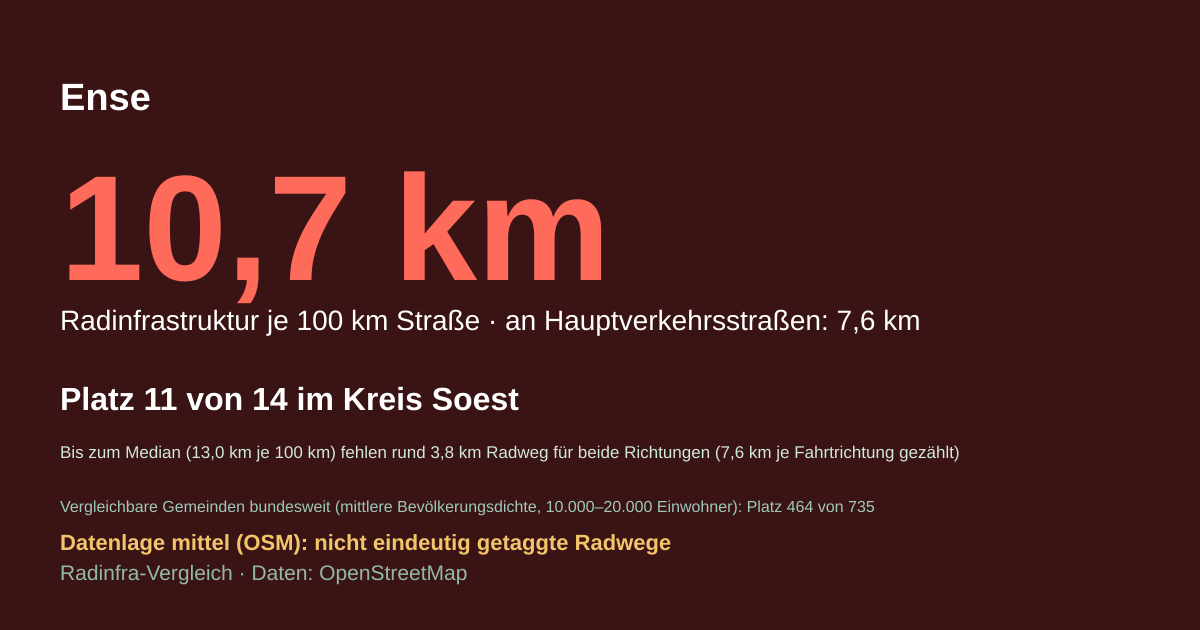 Ense
10,7 km
Radinfrastruktur je 100 km Straße · an Hauptverkehrsstraßen: 7,6 km
Platz 11 von 14 im Kreis Soest
Bis zum Median (13,0 km je 100 km) fehlen rund 3,8 km Radweg für beide Richtungen (7,6 km je Fahrtrichtung gezählt)
Vergleichbare Gemeinden bundesweit (mittlere Bevölkerungsdichte, 10.000–20.000 Einwohner): Platz 464 von 735
Datenlage mittel (OSM): nicht eindeutig getaggte Radwege
Radinfra-Vergleich · Daten: OpenStreetMap